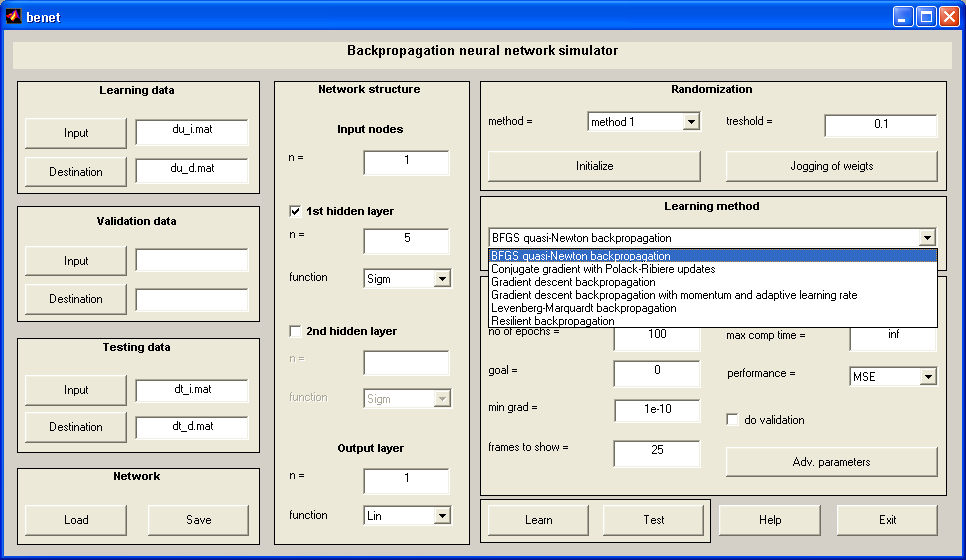 benet
Backpropagation neural network simulator
Learning data
Input
du_i.mat
Destination
du_d.mat
Validation data
Input
Destination
Testing data
Input
dt_i.mat
Destination
dt_d.mat
Network
Load
Save
Network structure
Input nodes
n =
1
1st hidden layer
n =
5
function
Sigm
2nd hidden layer
n =
function
Sigm
Output layer
n =
1
function
Lin
Randomization
method =
method 1
treshold =
0.1
Initialize
Jogging of weigts
Learning method
BFGS quasi-Newton backpropagation
BFGS quasi-Newton backpropagation
Conjugate gradient with Polack-Ribiere updates
Gradient descent backpropagation
Gradient descent backpropagation with momentum and adaptive learning rate
Levenberg-Marquardt backpropagation
Resilient backpropagation
no of epochs =
100
max comp time =
inf
goal =
0
performance =
MSE
min grad =
1e-10
do validation
frames to show =
25
Adv. parameters
Learn
Test
Help
Exit